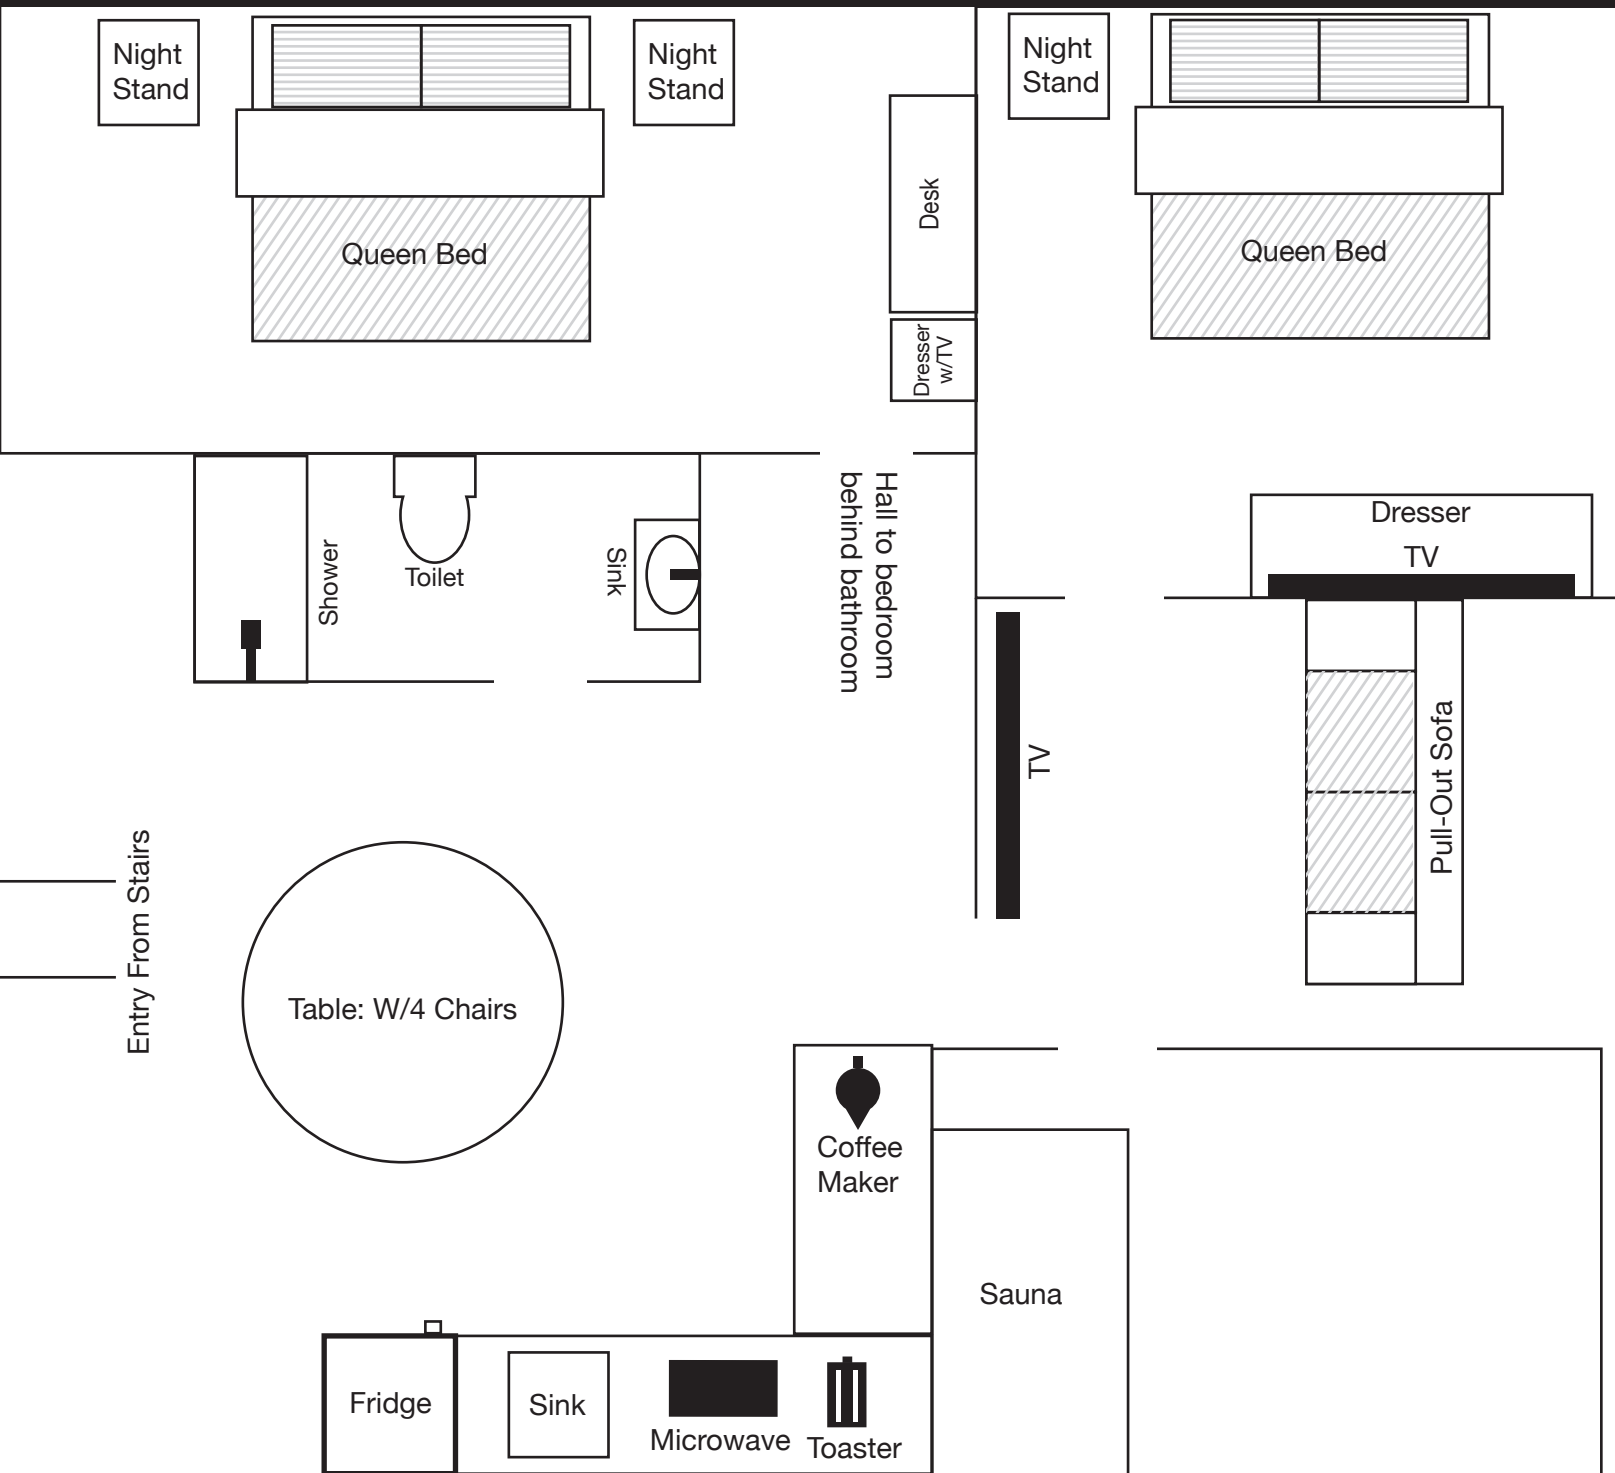 Night
Stand
Night
Stand
Night
Stand
Queen Bed
Queen Bed
Desk
Dresser
w/TV
Hall to bedroom
behind bathroom
Shower
Toilet
Sink
Dresser
TV
TV
Pull-Out Sofa
Entry From Stairs
Table: W/4 Chairs
Coffee
Maker
Sauna
Fridge
Sink
Microwave
Toaster